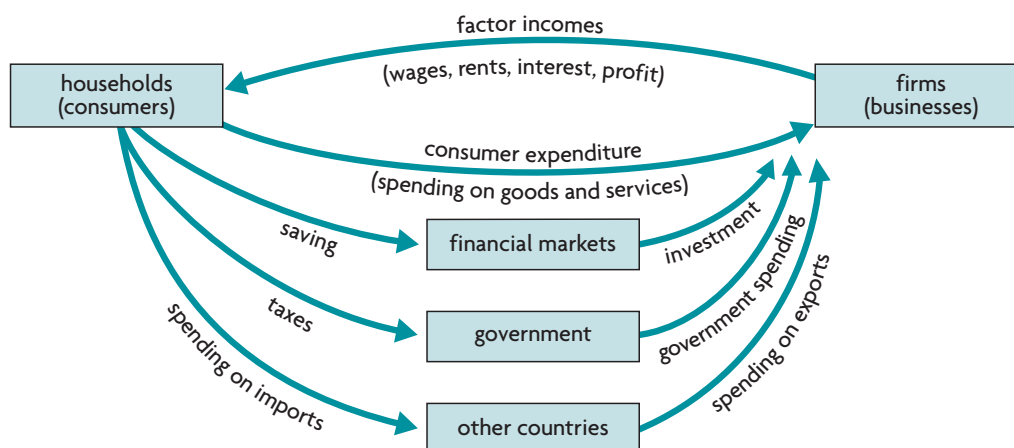 factor incomes
(wages, rents, interest, profit)
households
(consumers)
firms
(businesses)
consumer expenditure
(spending on goods and services)
saving
financial markets
investment
taxes
government
government spending
spending on imports
other countries
spending on exports